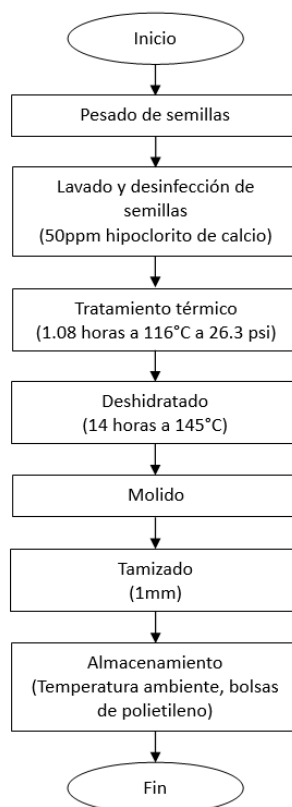 Inicio
Pesado de semillas
Lavado y desinfección de
semillas
(50ppm hipoclorito de calcio)
Tratamiento térmico
(1.08 horas a 116°C a 26.3 psi)
Deshidratado
(14 horas a 145°C)
Molido
Tamizado
(1mm)
Almacenamiento
(Temperatura ambiente, bolsas
de polietileno)
Fin